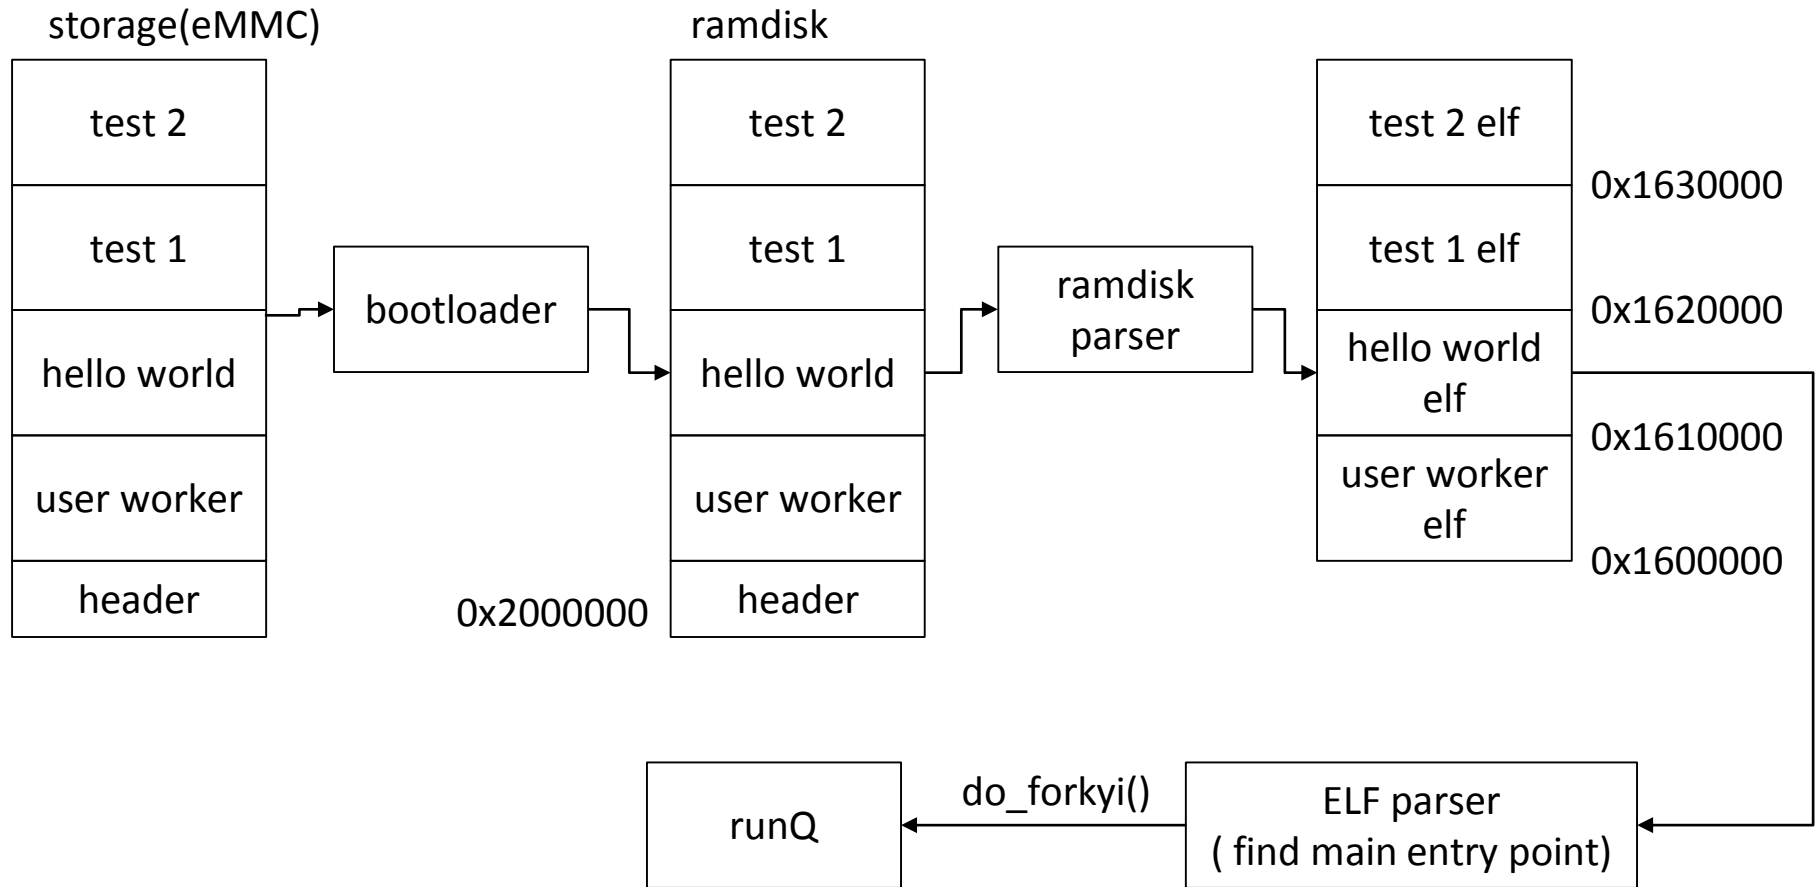 storage(eMMC)
test 2
test 1
hello world
user worker
header
bootloader
ramdisk
test 2
test 1
hello world
user worker
header
0x2000000
ramdisk
parser
test 2 elf
0x1630000
test 1 elf
0x1620000
hello world
elf
0x1610000
user worker
elf
0x1600000
ELF parser
( find main entry point)
do_forkyi()
runQ